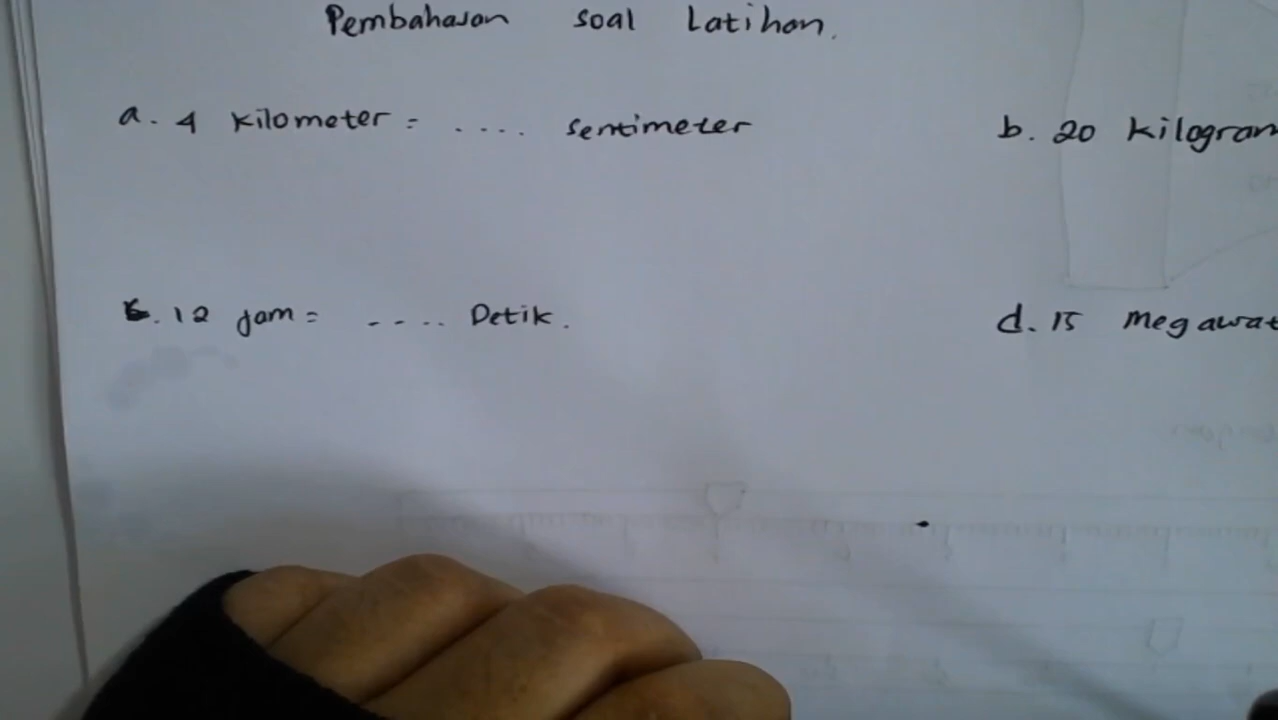 Pembahasan soal Latihan.
a. 4 kilometer = .... sentimeter
b. 20 kilogram
c. 12 jam = .... Detik.
d. 15 megawat